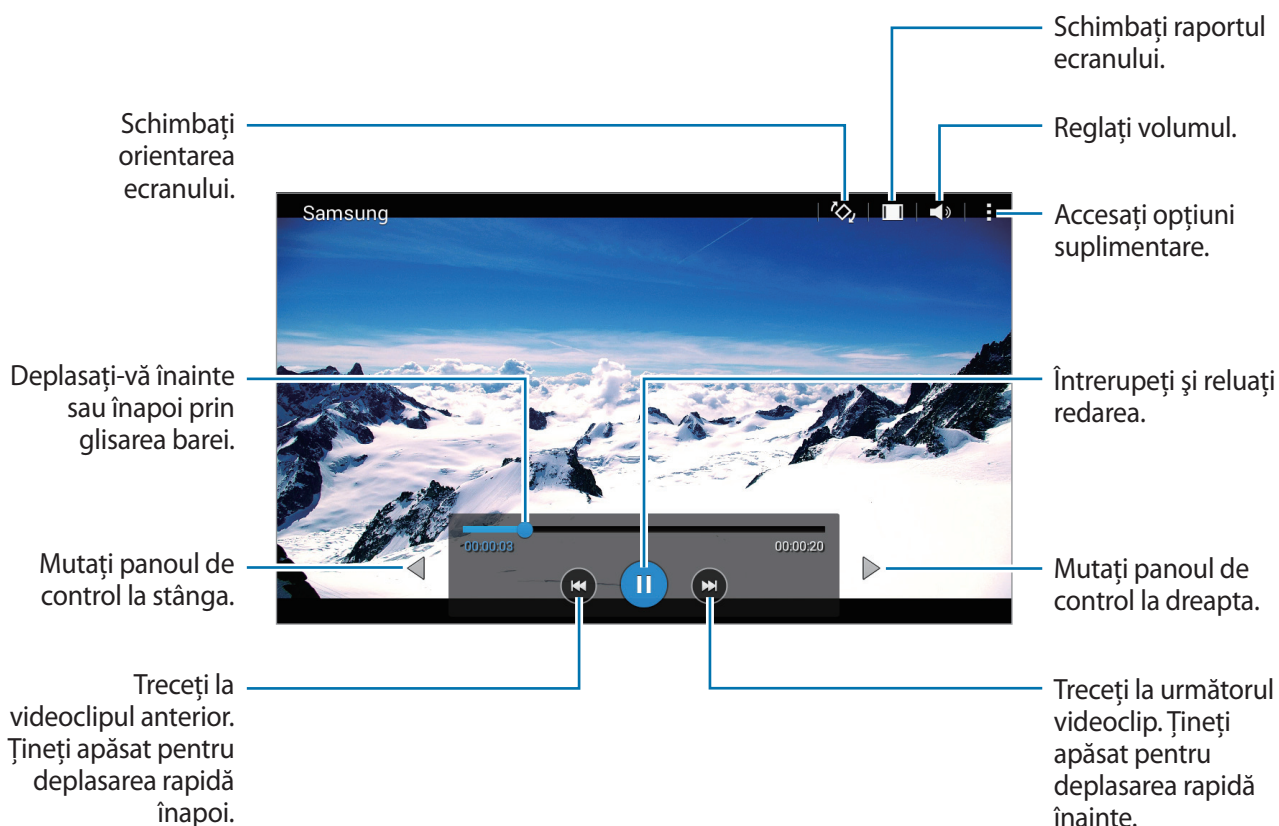 Schimbați raportul
ecranului.
Schimbați
orientarea
ecranului.
Reglați volumul.
Samsung
Accesați opțiuni
suplimentare.
Deplasați-vă înainte
sau înapoi prin
glisarea barei.
Întrerupeți şi reluați
redarea.
00:00:03
00:00:20
Mutați panoul de
control la stânga.
Mutați panoul de
control la dreapta.
Treceți la
videoclipul anterior.
Țineți apăsat pentru
deplasarea rapidă
înapoi.
Treceți la următorul
videoclip. Țineți
apăsat pentru
deplasarea rapidă
înainte.